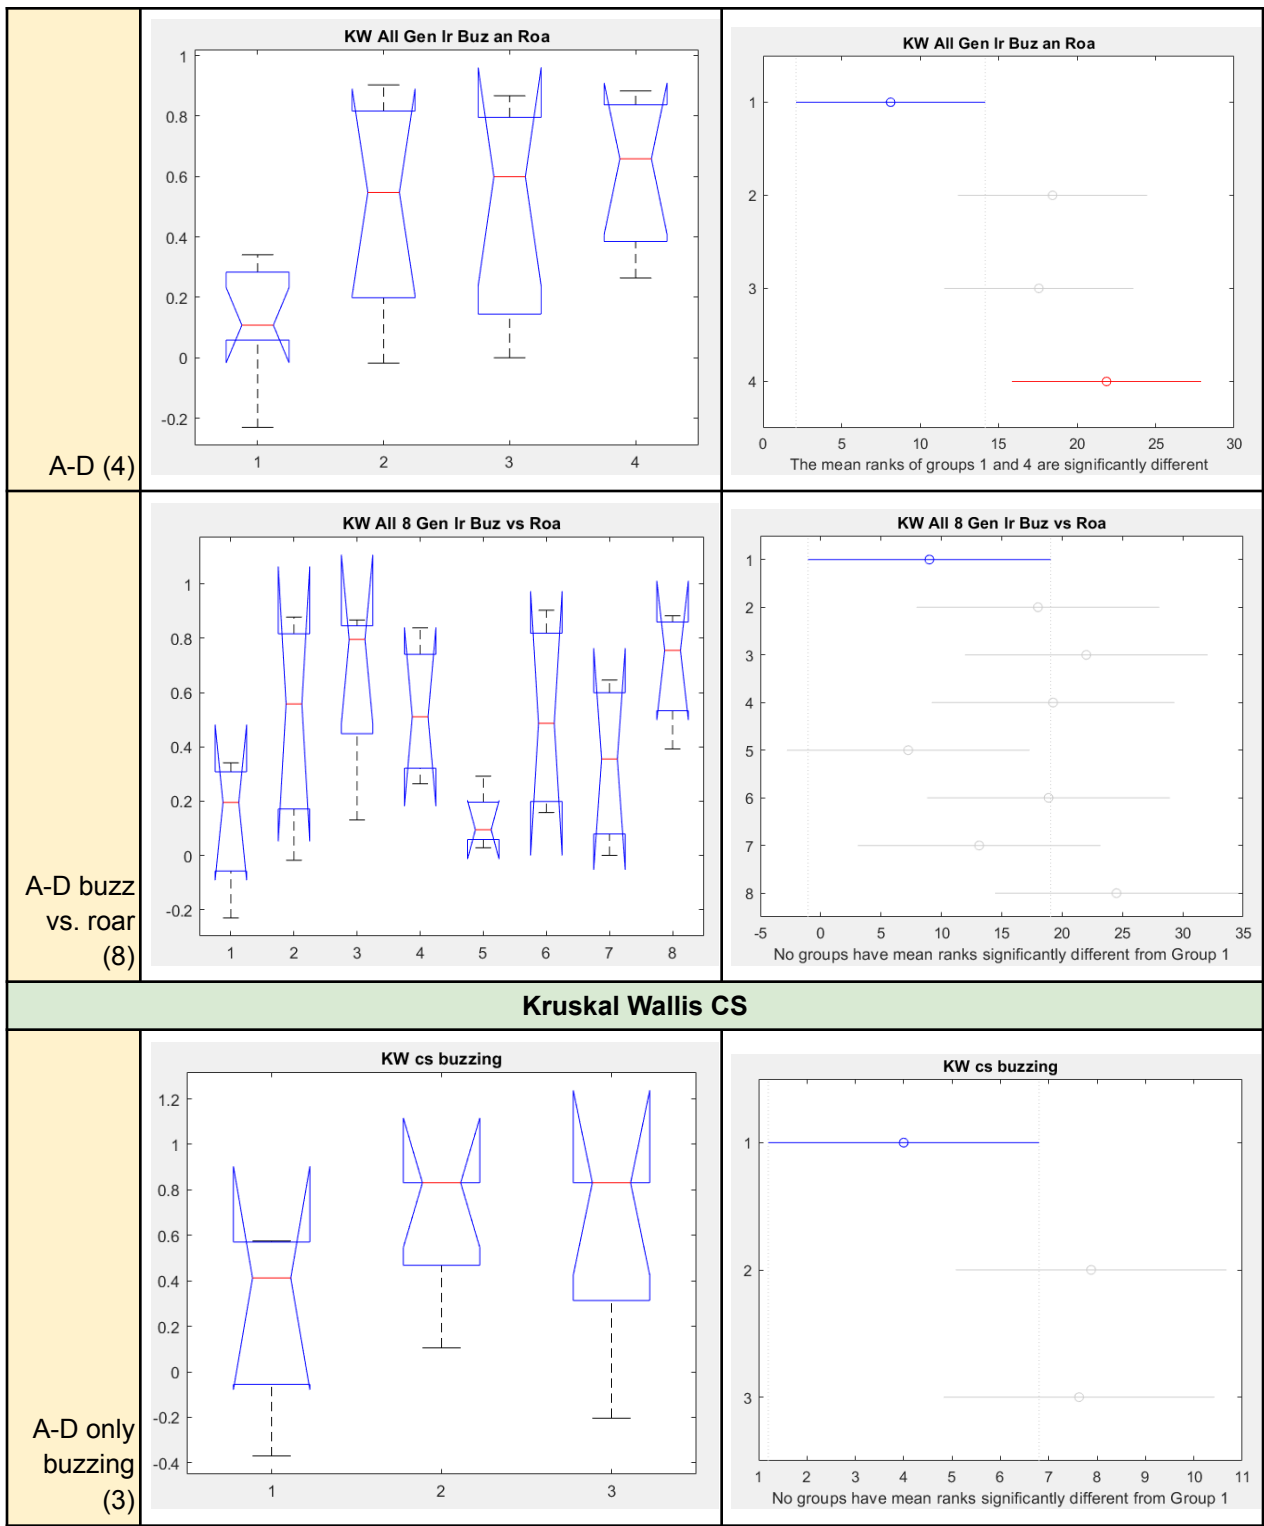 A-D (4)
KW All Gen Ir Buz an Roa
1
0.8
0.6
0.4
0.2
0
-0.2
1 2 3 4
KW All Gen Ir Buz an Roa
1
2
3
4
0 5 10 15 20 25 30
The mean ranks of groups 1 and 4 are significantly different
A-D buzz
vs. roar
(8)
KW All 8 Gen Ir Buz vs Roa
1
0.8
0.6
0.4
0.2
0
-0.2
1 2 3 4 5 6 7 8
KW All 8 Gen Ir Buz vs Roa
1
2
3
4
5
6
7
8
-5 0 5 10 15 20 25 30 35
No groups have mean ranks significantly different from Group 1
Kruskal Wallis CS
A-D only
buzzing
(3)
KW cs buzzing
1.2
1
0.8
0.6
0.4
0.2
0
-0.2
-0.4
1 2 3
KW cs buzzing
1
2
3
1 2 3 4 5 6 7 8 9 10 11
No groups have mean ranks significantly different from Group 1